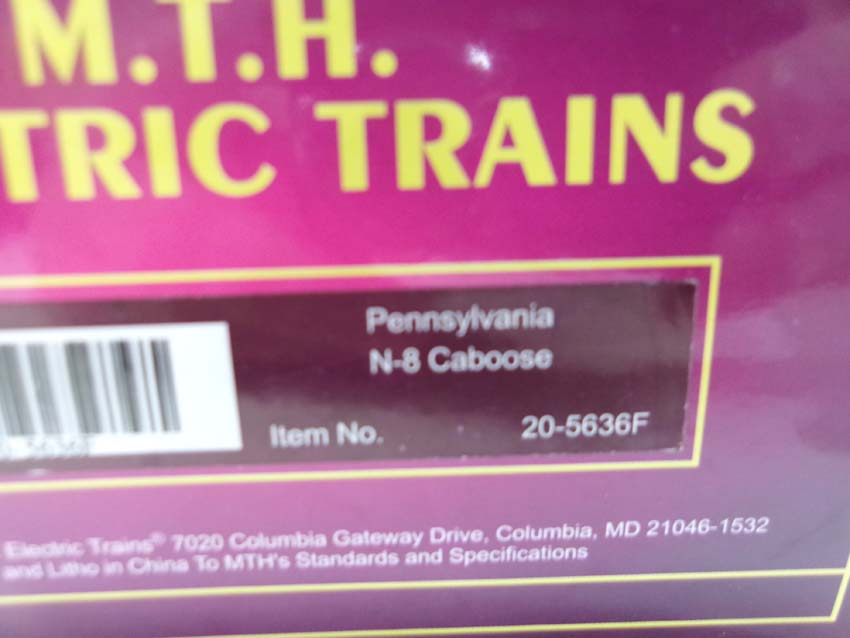 M.T.H.
TRIC TRAINS
Pennsylvania
N-8 Caboose
Item No. 20-5636F
Electric Trains® 7020 Columbia Gateway Drive, Columbia, MD 21046-1532
and Litho in China To MTH's Standards and Specifications